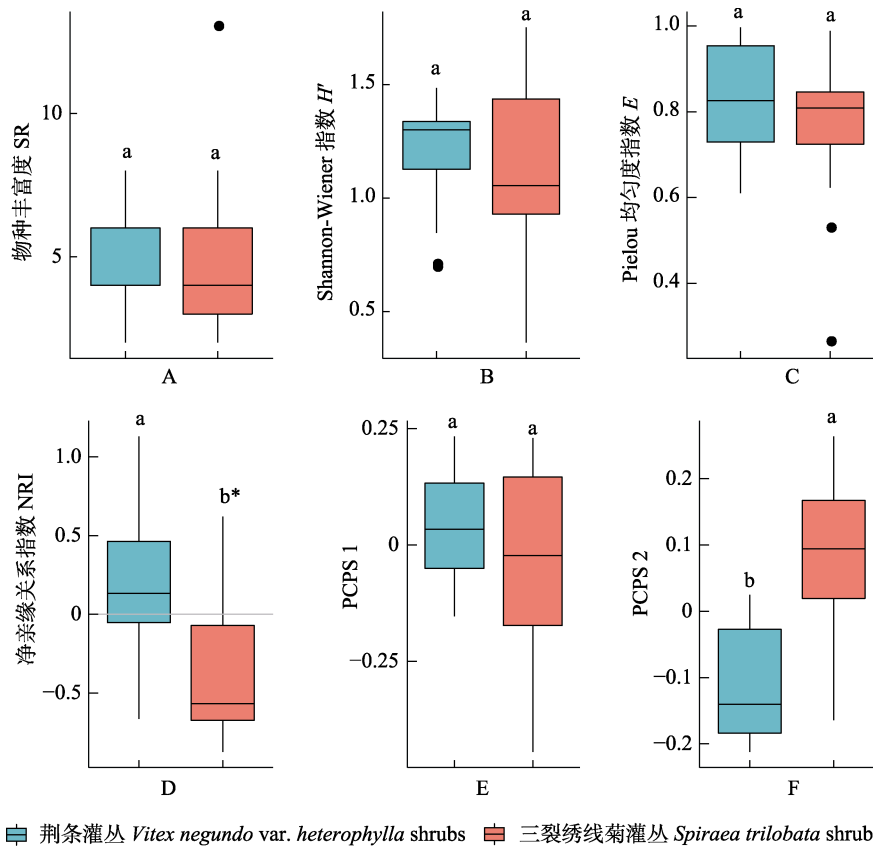 物种丰富度 SR
10
5
a
a
A
Shannon-Wiener 指数 H′
1.5
1.0
0.5
a
a
B
Pielou 均匀度指数 E
1.0
0.8
0.6
0.4
a
a
C
净亲缘关系指数 NRI
1.0
0.5
0
−0.5
a
b*
D
PCPS 1
0.25
0
−0.25
a
a
E
PCPS 2
0.2
0.1
0
−0.1
−0.2
b
a
F
荆条灌丛 Vitex negundo var. heterophylla shrubs
三裂绣线菊灌丛 Spiraea trilobata shrub